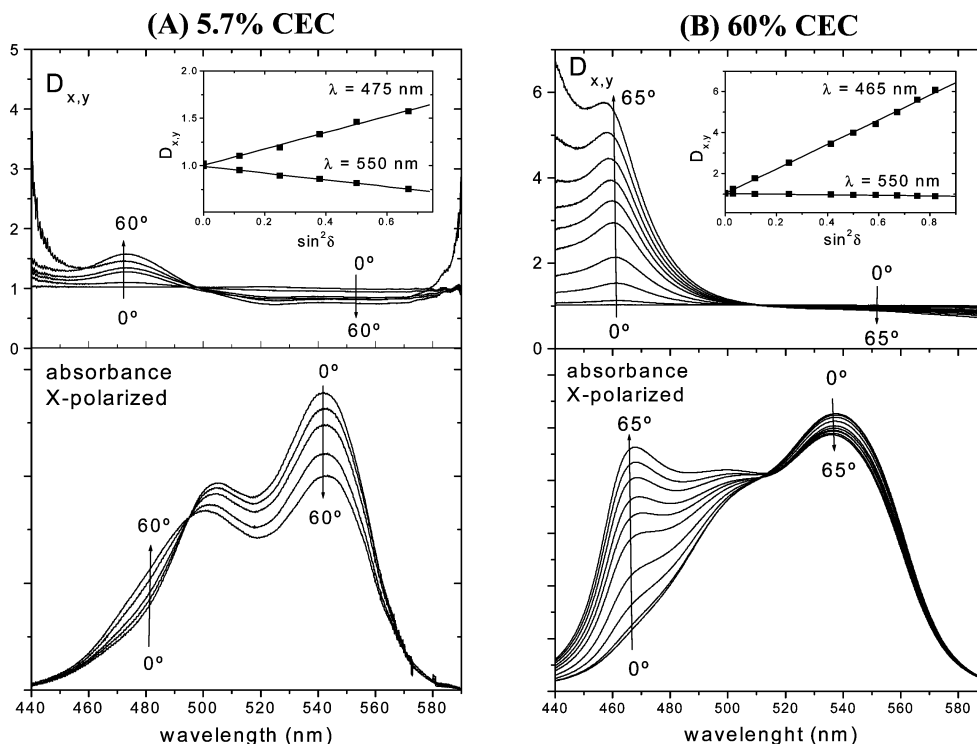 (A) 5.7% CEC
5
4
3
2
1
0
D x,y
2.0
1.5
1.0
D x,y
λ = 475 nm
λ = 550 nm
0.0 0.2 0.4 0.6
sin²δ
60º
0º
0º
60º
absorbance
X-polarized
0º
60º
60º
0º
440 460 480 500 520 540 560 580
wavelength (nm)
(B) 60% CEC
6
4
2
0
D x,y
65º
0º
6
4
2
0
D x,y
λ = 465 nm
λ = 550 nm
0.0 0.2 0.4 0.6 0.8
sin²δ
0º
65º
absorbance
X-polarized
65º
0º
0º
65º
440 460 480 500 520 540 560 580
wavelenght (nm)